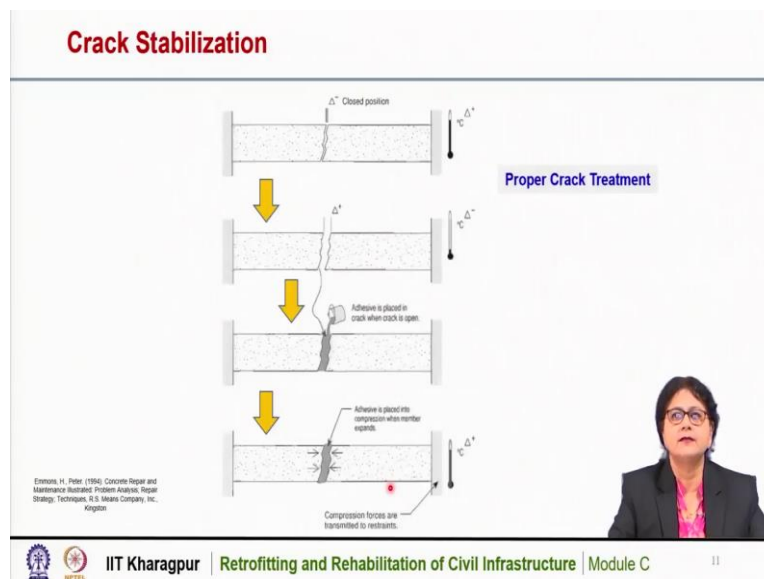 Crack Stabilization
Δ⁻ Closed position
°C Δ⁺
Proper Crack Treatment
Δ⁺
°C Δ⁻
Adhesive is placed in
crack when crack is open.
Adhesive is placed into
compression when member
expands.
°C Δ⁺
Emmons, H., Peter. (1994). Concrete Repair and
Maintenance Illustrated: Problem Analysis, Repair
Strategy, Techniques, R.S. Means Company, Inc.,
Kingston
Compression forces are
transmitted to restraints.
NPTEL
IIT Kharagpur | Retrofitting and Rehabilitation of Civil Infrastructure | Module C
11